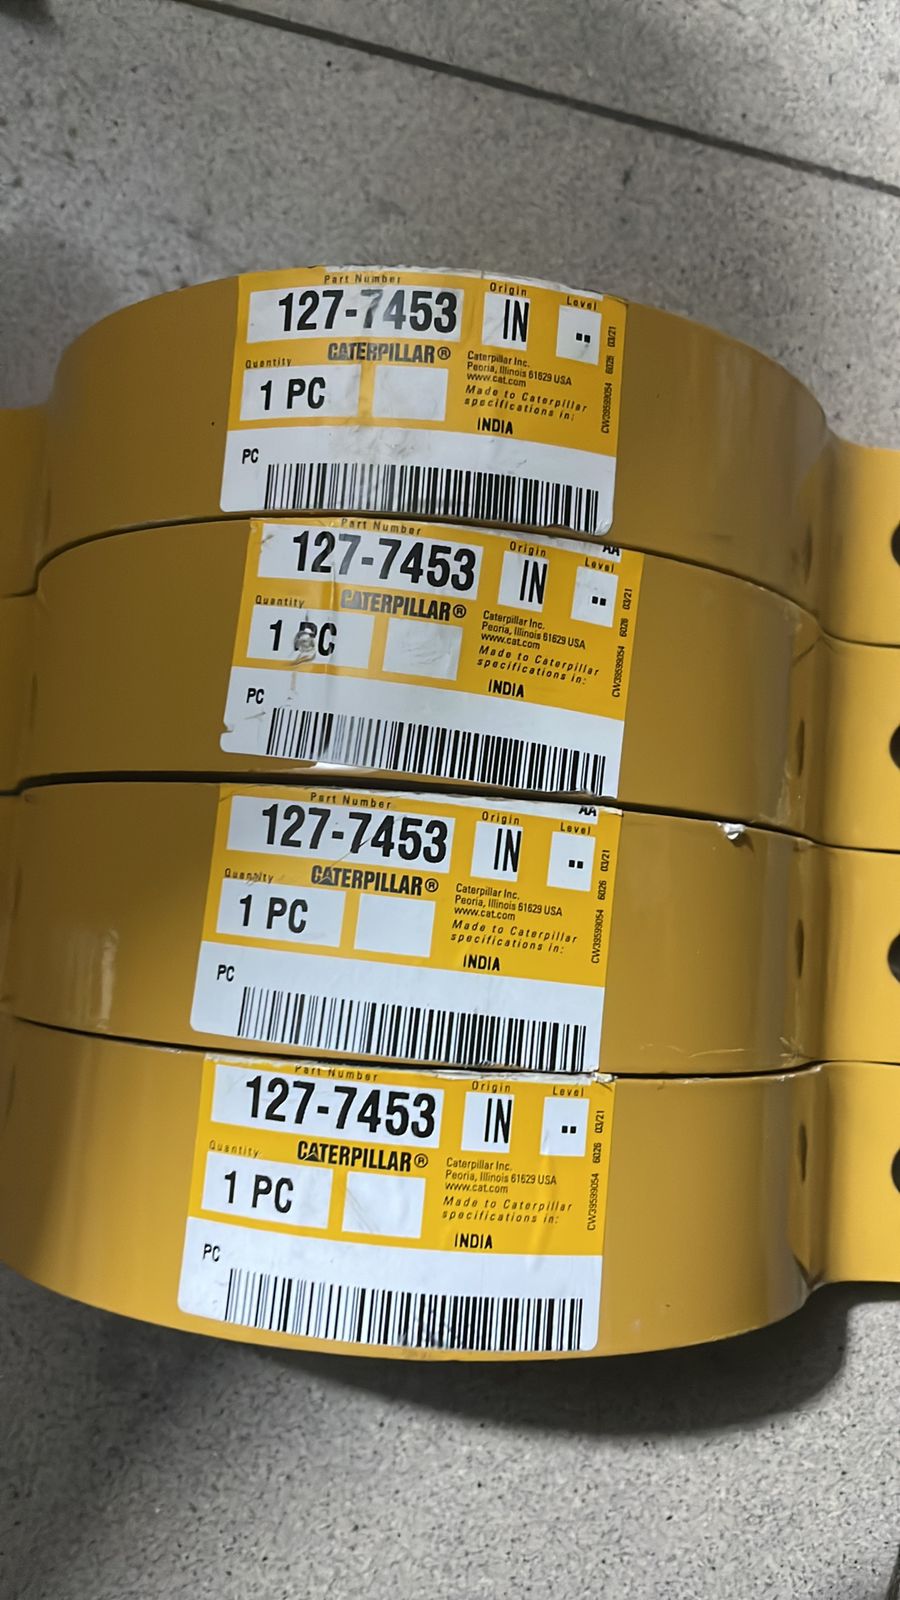 Part Number
127-7453
Origin
IN
Level
..
CATERPILLAR®
Quantity
1 PC
Caterpillar Inc.
Peoria, Illinois 61629 USA
www.cat.com
Made to Caterpillar
specifications in:
INDIA
CW39599054 6026 03/21
PC
Part Number
127-7453
Origin
IN
AA
Level
..
CATERPILLAR®
Quantity
1 PC
Caterpillar Inc.
Peoria, Illinois 61629 USA
www.cat.com
Made to Caterpillar
specifications in:
INDIA
CW39599054 6026 03/21
PC
Part Number
127-7453
Origin
IN
AA
Level
..
CATERPILLAR®
Quantity
1 PC
Caterpillar Inc.
Peoria, Illinois 61629 USA
www.cat.com
Made to Caterpillar
specifications in:
INDIA
CW39599054 6026 03/21
PC
Part Number
127-7453
Origin
IN
Level
..
CATERPILLAR®
Quantity
1 PC
Caterpillar Inc.
Peoria, Illinois 61629 USA
www.cat.com
Made to Caterpillar
specifications in:
INDIA
CW39599054 6026 03/21
PC